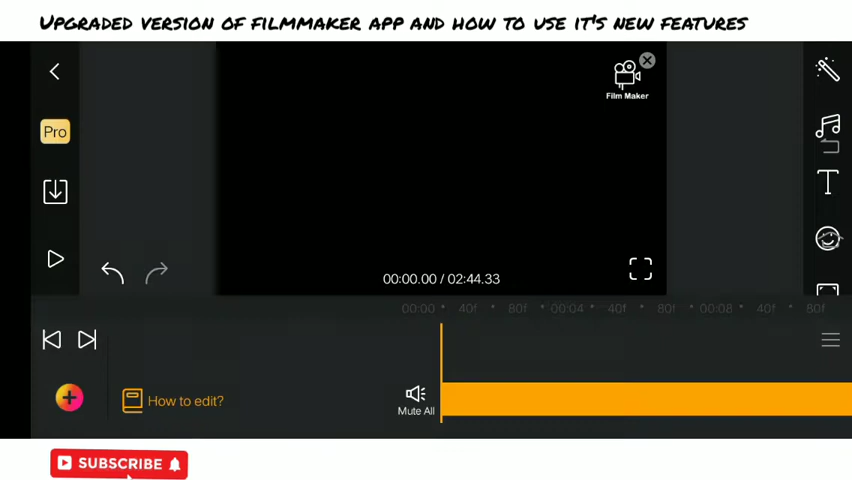 UPGRADED VERSION OF FILMMAKER APP AND HOW TO USE IT'S NEW FEATURES
Film Maker
Pro
T
00:00.00 / 02:44.33
00:00 40f 80f 00:04 40f 80f 00:08 40f 80f
How to edit?
Mute All
SUBSCRIBE